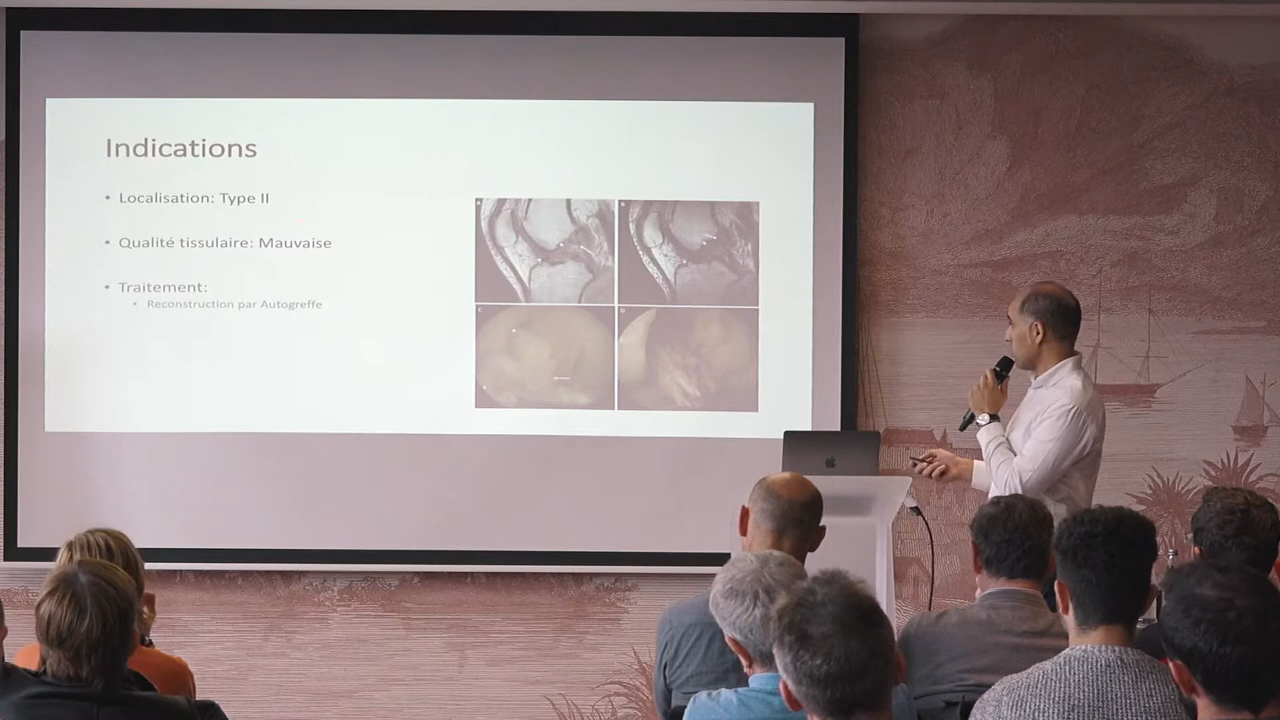 Indications
• Localisation: Type II
• Qualité tissulaire: Mauvaise
• Traitement:
• Reconstruction par Autogreffe
A
B
C
D